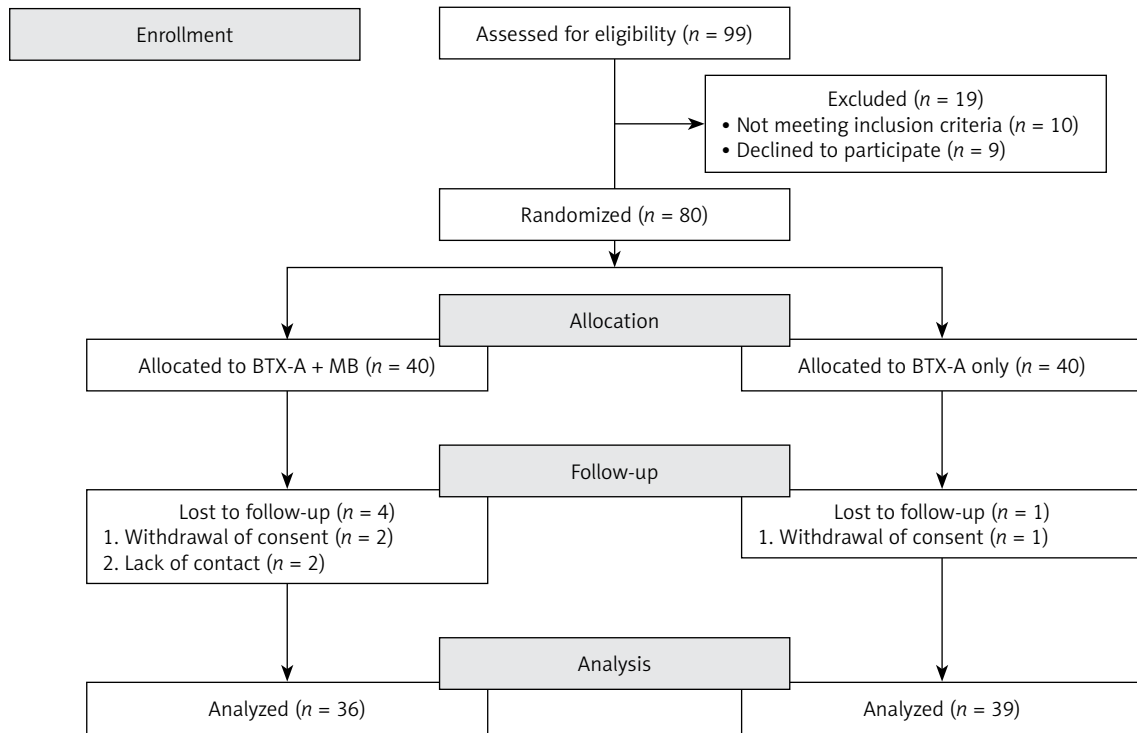 Enrollment
Assessed for eligibility (n = 99)
Excluded (n = 19)
• Not meeting inclusion criteria (n = 10)
• Declined to participate (n = 9)
Randomized (n = 80)
Allocation
Allocated to BTX-A + MB (n = 40)
Allocated to BTX-A only (n = 40)
Follow-up
Lost to follow-up (n = 4)
1. Withdrawal of consent (n = 2)
2. Lack of contact (n = 2)
Lost to follow-up (n = 1)
1. Withdrawal of consent (n = 1)
Analysis
Analyzed (n = 36)
Analyzed (n = 39)